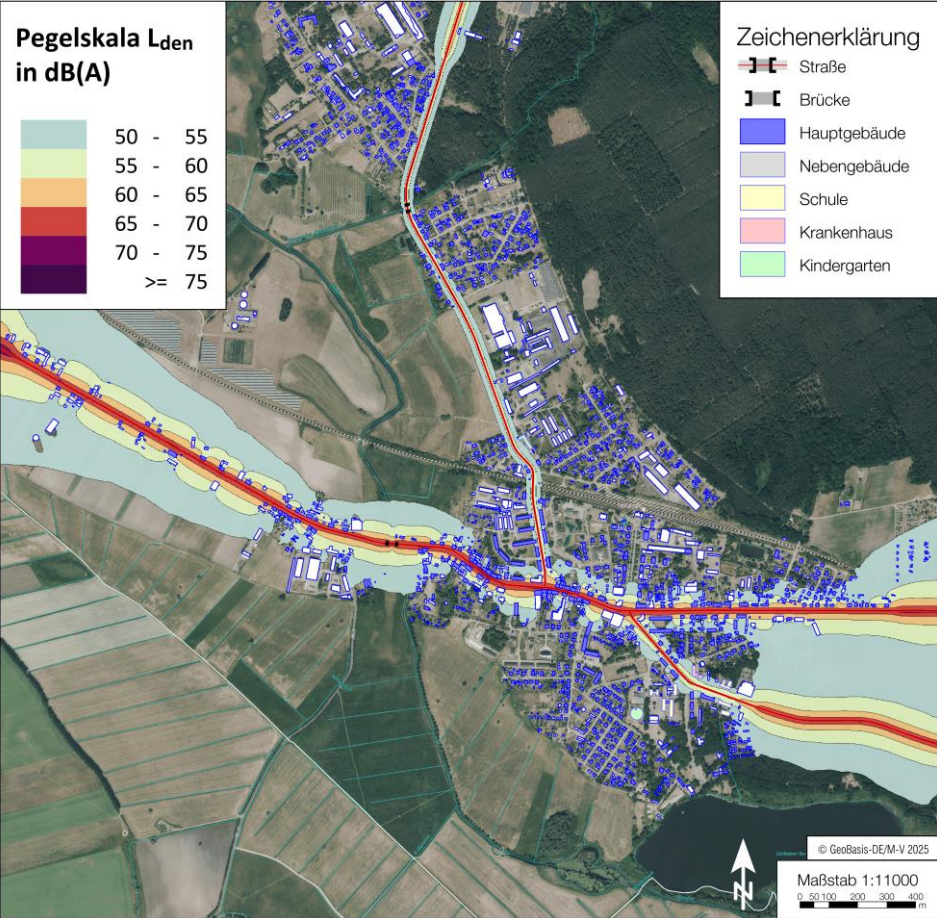 Pegelskala Lden
in dB(A)
50 - 55
55 - 60
60 - 65
65 - 70
70 - 75
>= 75
Zeichenerklärung
Straße
Brücke
Hauptgebäude
Nebengebäude
Schule
Krankenhaus
Kindergarten
© GeoBasis-DE/M-V 2025
N
Maßstab 1:11000
0 50 100 200 300 400
m